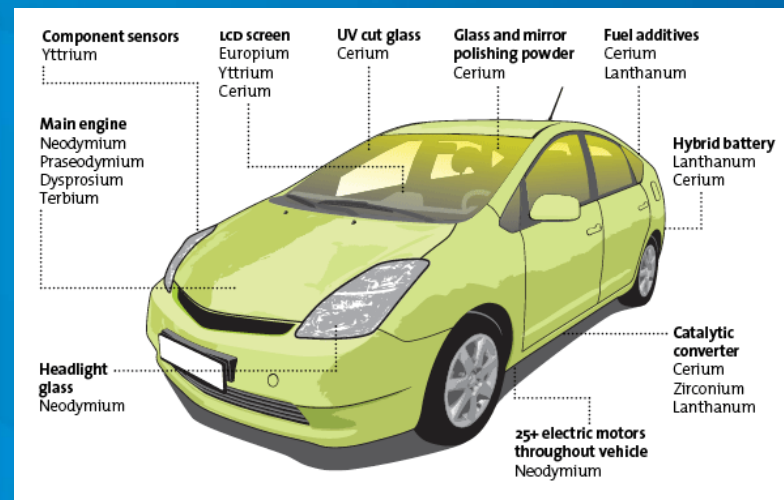 Component sensors
Yttrium
LCD screen
Europium
Yttrium
Cerium
UV cut glass
Cerium
Glass and mirror
polishing powder
Cerium
Fuel additives
Cerium
Lanthanum
Main engine
Neodymium
Praseodymium
Dysprosium
Terbium
Hybrid battery
Lanthanum
Cerium
Headlight
glass
Neodymium
Catalytic
converter
Cerium
Zirconium
Lanthanum
25+ electric motors
throughout vehicle
Neodymium